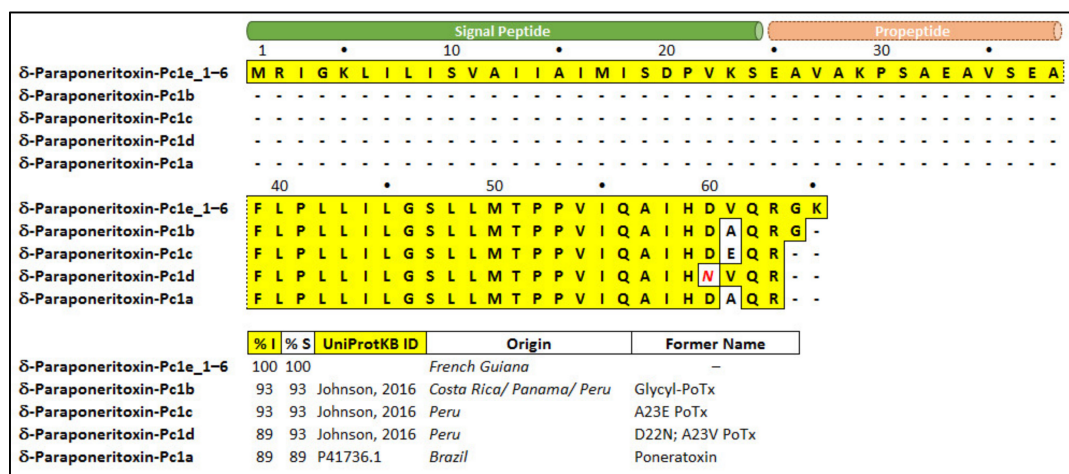 Signal Peptide Propeptide
1 • 10 • 20 • 30 •
δ-Paraponeritoxin-Pc1e_1–6 M R I G K L I L I S V A I I A I M I S D P V K S E A V A K P S A E A V S E A
δ-Paraponeritoxin-Pc1b - - - - - - - - - - - - - - - - - - - - - - - - - - - - - - - - - - - - - -
δ-Paraponeritoxin-Pc1c - - - - - - - - - - - - - - - - - - - - - - - - - - - - - - - - - - - - - -
δ-Paraponeritoxin-Pc1d - - - - - - - - - - - - - - - - - - - - - - - - - - - - - - - - - - - - - -
δ-Paraponeritoxin-Pc1a - - - - - - - - - - - - - - - - - - - - - - - - - - - - - - - - - - - - - -
40 • 50 • 60 •
δ-Paraponeritoxin-Pc1e_1–6 F L P L L I L G S L L M T P P V I Q A I H D V Q R G K
δ-Paraponeritoxin-Pc1b F L P L L I L G S L L M T P P V I Q A I H D A Q R G -
δ-Paraponeritoxin-Pc1c F L P L L I L G S L L M T P P V I Q A I H D E Q R - -
δ-Paraponeritoxin-Pc1d F L P L L I L G S L L M T P P V I Q A I H N V Q R - -
δ-Paraponeritoxin-Pc1a F L P L L I L G S L L M T P P V I Q A I H D A Q R - -
% I % S UniProtKB ID Origin Former Name
δ-Paraponeritoxin-Pc1e_1–6 100 100 French Guiana –
δ-Paraponeritoxin-Pc1b 93 93 Johnson, 2016 Costa Rica/ Panama/ Peru Glycyl-PoTx
δ-Paraponeritoxin-Pc1c 93 93 Johnson, 2016 Peru A23E PoTx
δ-Paraponeritoxin-Pc1d 89 93 Johnson, 2016 Peru D22N; A23V PoTx
δ-Paraponeritoxin-Pc1a 89 89 P41736.1 Brazil Poneratoxin